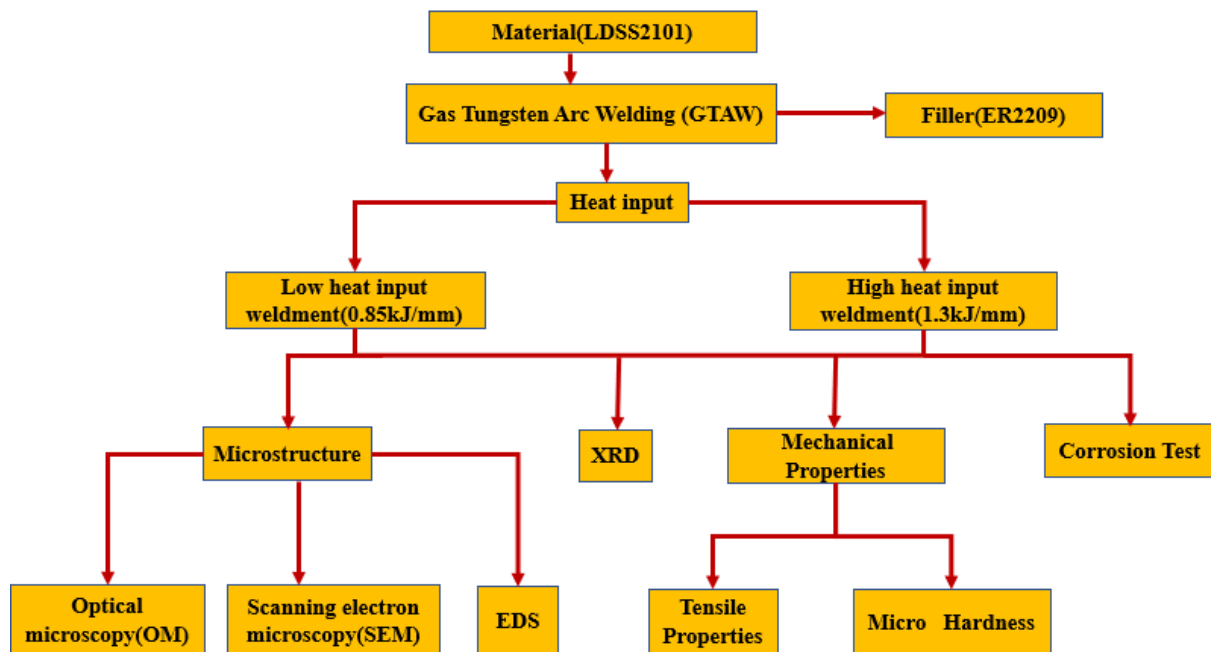 Material(LDSS2101)
Gas Tungsten Arc Welding (GTAW)
Filler(ER2209)
Heat input
Low heat input
weldment(0.85kJ/mm)
High heat input
weldment(1.3kJ/mm)
Microstructure
XRD
Mechanical
Properties
Corrosion Test
Optical
microscopy(OM)
Scanning electron
microscopy(SEM)
EDS
Tensile
Properties
Micro Hardness